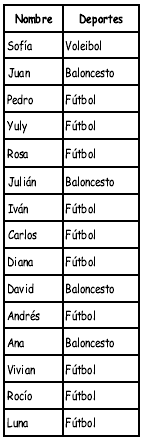 Nombre Deportes
Sofía Voleibol
Juan Baloncesto
Pedro Fútbol
Yuly Fútbol
Rosa Fútbol
Julián Baloncesto
Iván Fútbol
Carlos Fútbol
Diana Fútbol
David Baloncesto
Andrés Fútbol
Ana Baloncesto
Vivian Fútbol
Rocío Fútbol
Luna Fútbol